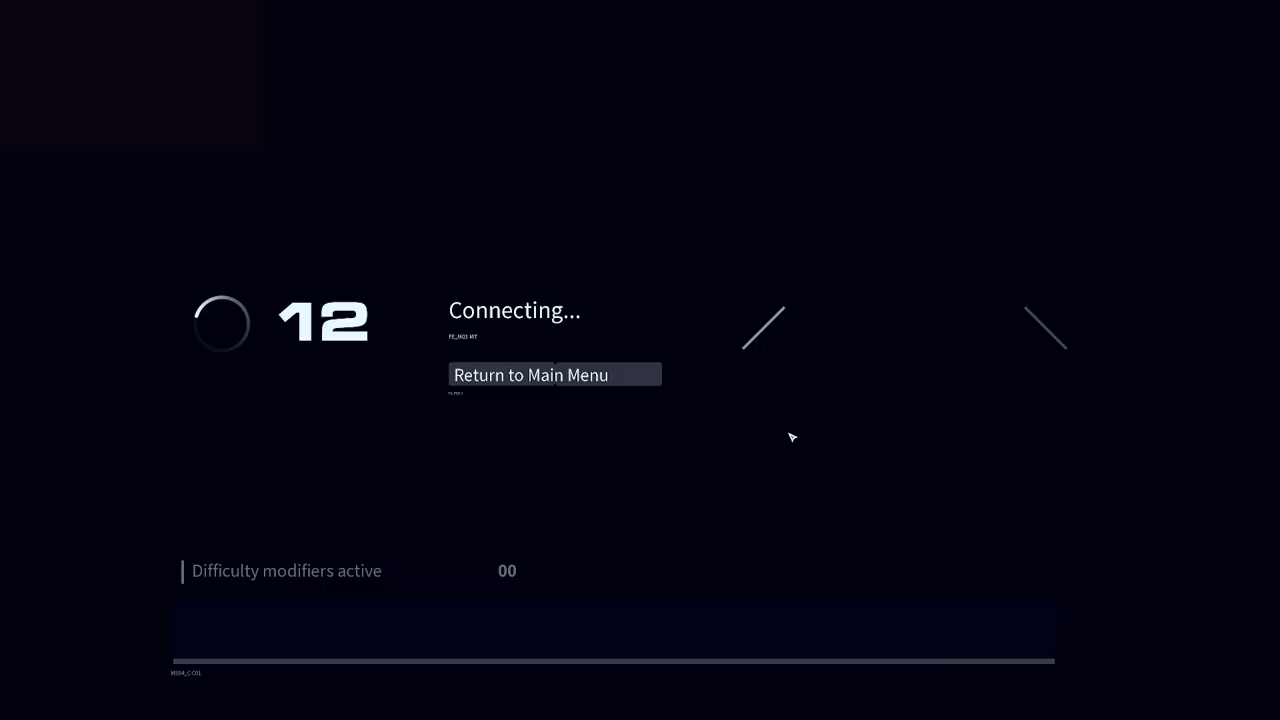 12
Connecting...
Return to Main Menu
Difficulty modifiers active 00